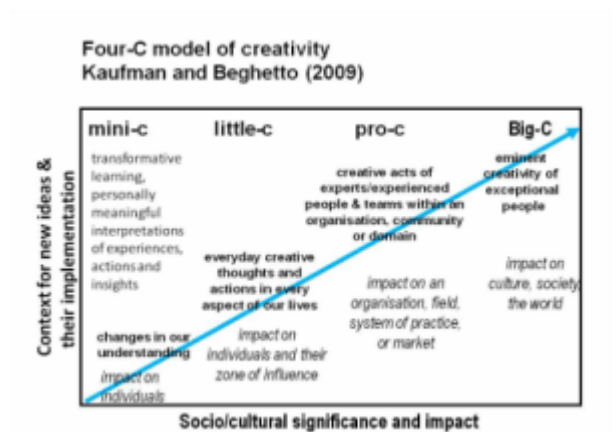 Four-C model of creativity
Kaufman and Beghetto (2009)
mini-c
transformative
learning,
personally
meaningful
interpretations
of experiences,
actions and
insights
changes in our
understanding
impact on
individuals
little-c
everyday creative
thoughts and
actions in every
aspect of our lives
impact on
individuals and their
zone of influence
pro-c
creative acts of
experts/experienced
people & teams within an
organisation, community
or domain
impact on an
organisation, field,
system of practice,
or market
Big-C
eminent
creativity of
exceptional
people
impact on
culture, society
the world
Context for new ideas &
their implementation
Socio/cultural significance and impact